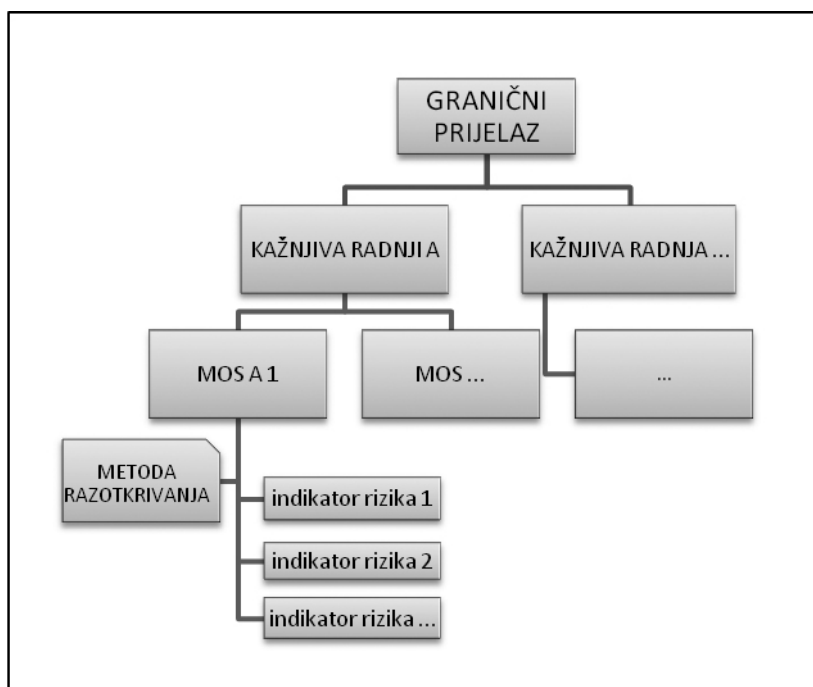 GRANIČNI
PRIJELAZ
KAŽNJIVA RADNJI A
KAŽNJIVA RADNJA ...
MOS A 1
MOS ...
...
METODA
RAZOTKRIVANJA
indikator rizika 1
indikator rizika 2
indikator rizika ...